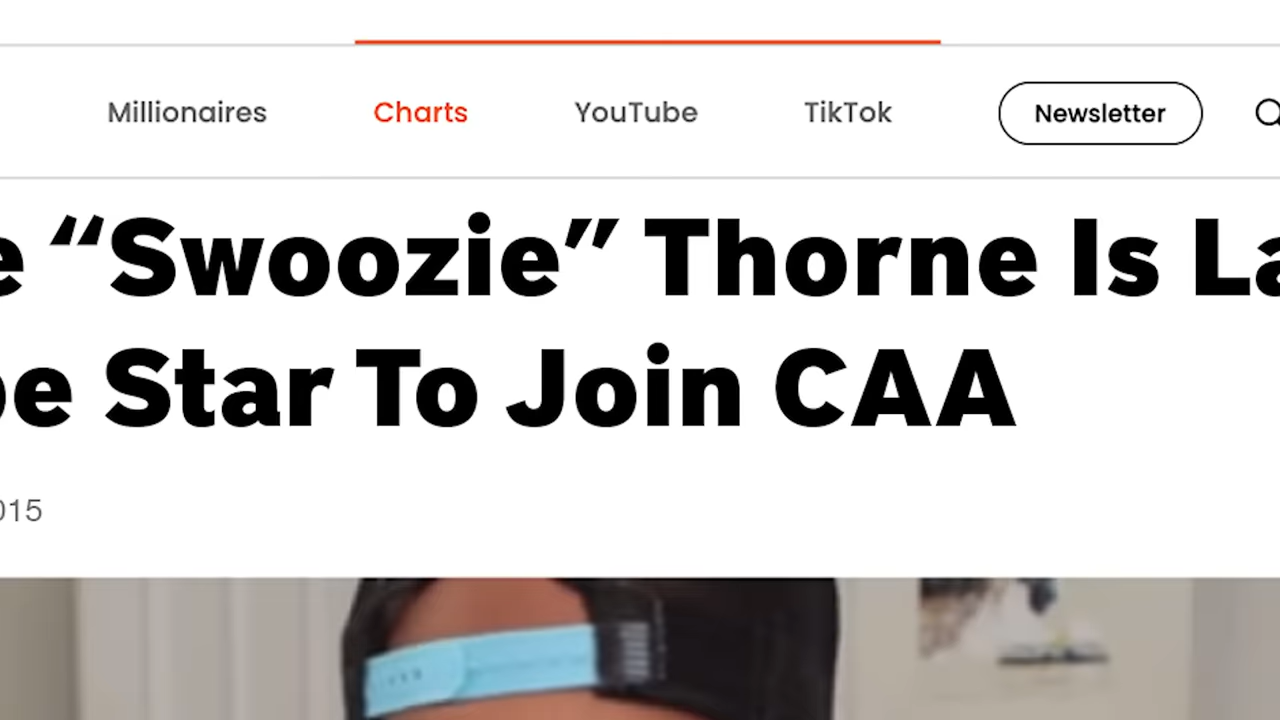 Millionaires Charts YouTube TikTok Newsletter
e “Swoozie” Thorne Is La
be Star To Join CAA
015